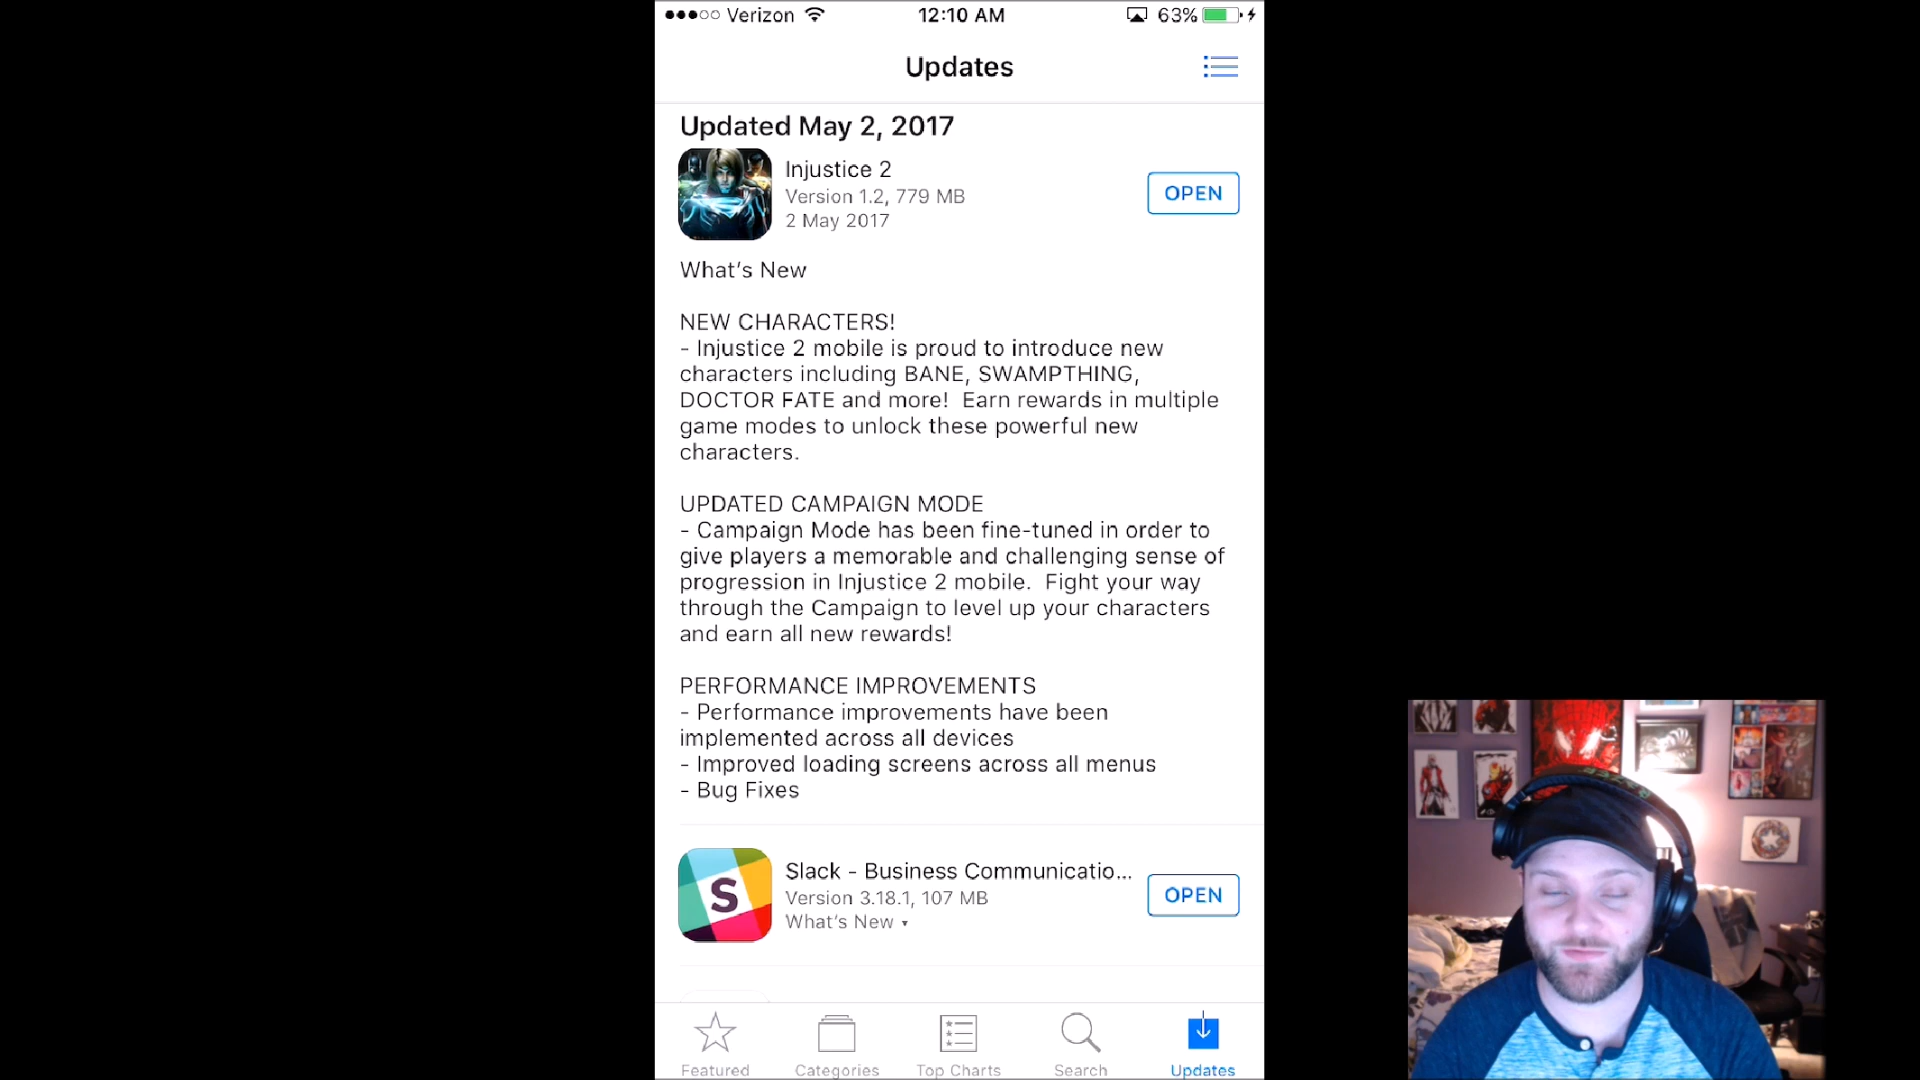 Verizon 12:10 AM 63%
Updates
Updated May 2, 2017
Injustice 2
Version 1.2, 779 MB
2 May 2017
OPEN
What's New
NEW CHARACTERS!
- Injustice 2 mobile is proud to introduce new
characters including BANE, SWAMPTHING,
DOCTOR FATE and more!  Earn rewards in multiple
game modes to unlock these powerful new
characters.
UPDATED CAMPAIGN MODE
- Campaign Mode has been fine-tuned in order to
give players a memorable and challenging sense of
progression in Injustice 2 mobile.  Fight your way
through the Campaign to level up your characters
and earn all new rewards!
PERFORMANCE IMPROVEMENTS
- Performance improvements have been
implemented across all devices
- Improved loading screens across all menus
- Bug Fixes
S
Slack - Business Communicatio...
Version 3.18.1, 107 MB
What's New
OPEN
Featured Categories Top Charts Search Updates